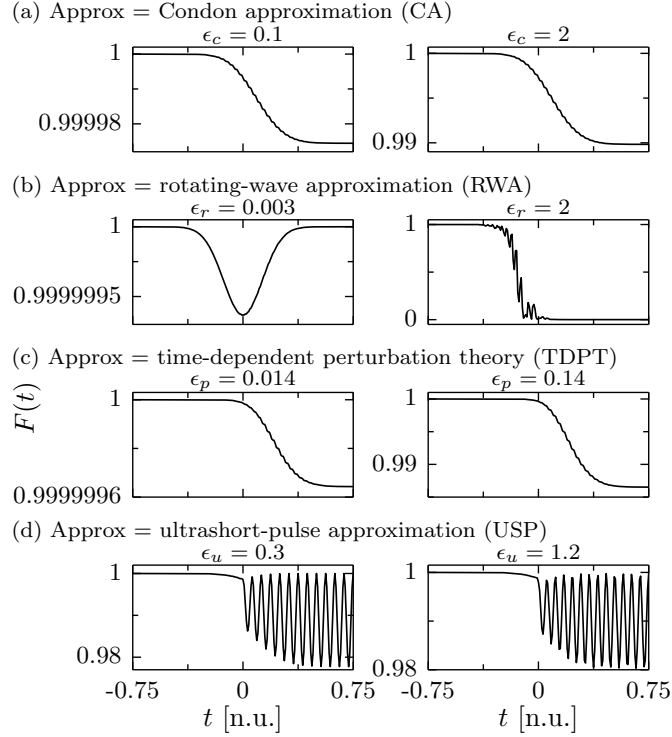 (a) Approx = Condon approximation (CA)
ϵc = 0.1 ϵc = 2
1 1
0.99998 0.99
(b) Approx = rotating-wave approximation (RWA)
ϵr = 0.003 ϵr = 2
1 1
0.9999995 0
(c) Approx = time-dependent perturbation theory (TDPT)
ϵp = 0.014 ϵp = 0.14
1 1
0.9999996 0.99
F(t)
(d) Approx = ultrashort-pulse approximation (USP)
ϵu = 0.3 ϵu = 1.2
1 1
0.98 0.98
-0.75 0 0.75 -0.75 0 0.75
t [n.u.] t [n.u.]